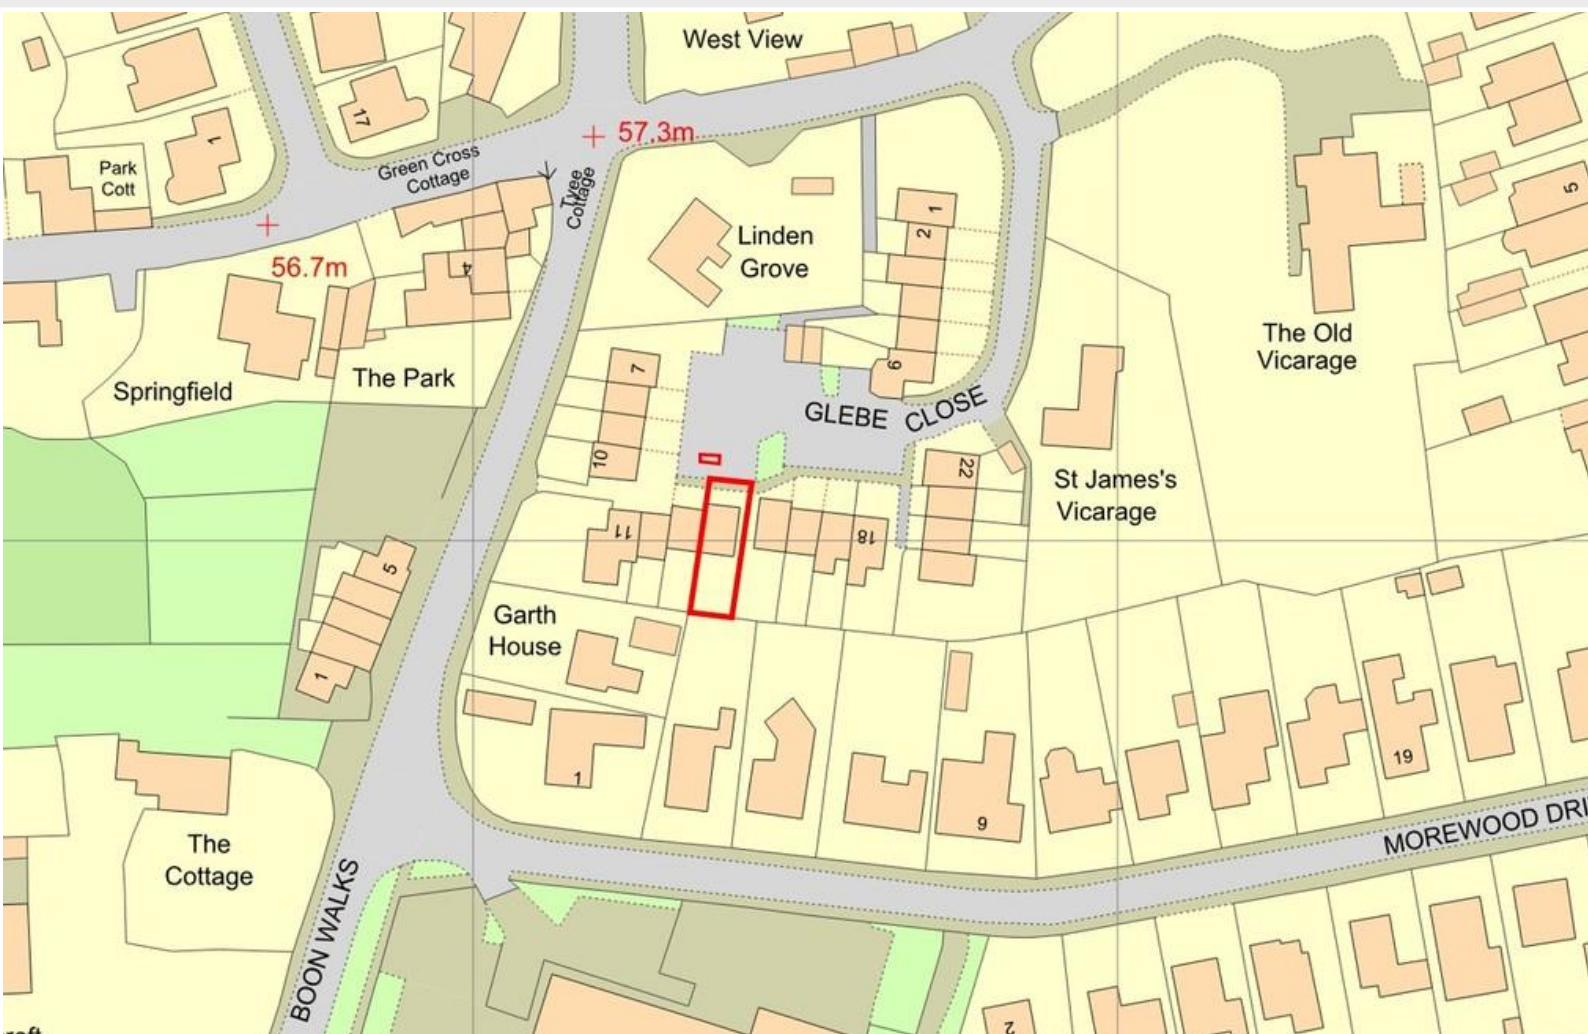 West View
57.3m
17
1
Green Cross
Cottage
Park
Cott
Tyee
Cottage
5
1
2
Linden
Grove
56.7m
4
The Old
Vicarage
7
6
The Park
Springfield
GLEBE CLOSE
10
22
St James's
Vicarage
11
18
5
Garth
House
1
1
19
9
MOREWOOD DRI
The
Cottage
BOON WALKS
2